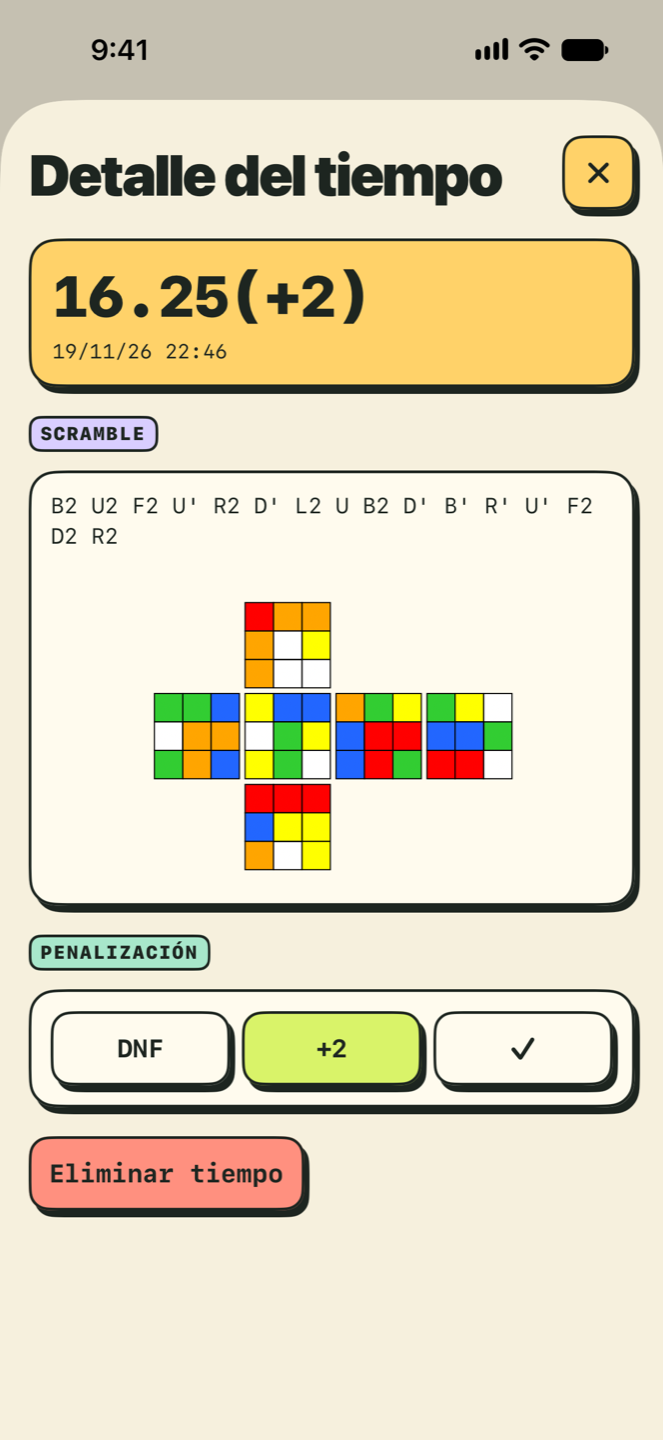 9:41
Detalle del tiempo
16.25(+2)
19/11/26 22:46
SCRAMBLE
B2 U2 F2 U' R2 D' L2 U B2 D' B' R' U' F2
D2 R2
PENALIZACIÓN
DNF
+2
Eliminar tiempo